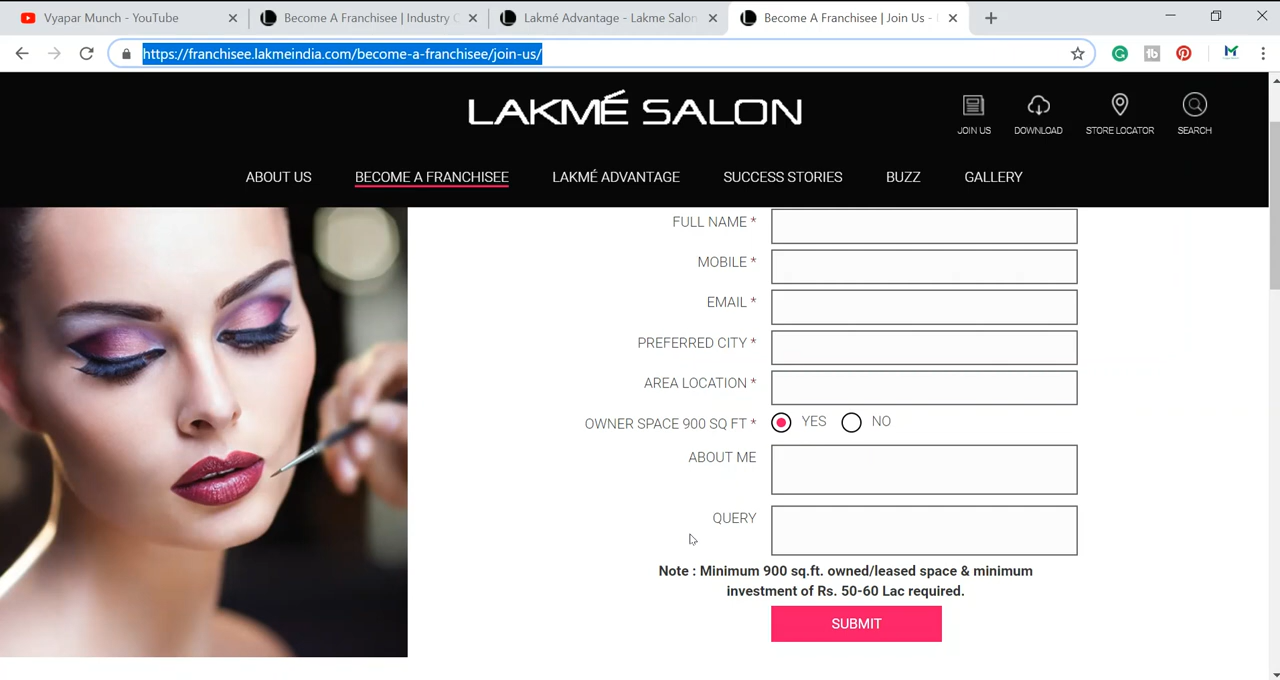 Vyapar Munch - YouTube
Become A Franchisee | Industry
Lakmé Advantage - Lakme Salon
Become A Franchisee | Join Us -
https://franchisee.lakmeindia.com/become-a-franchisee/join-us/
LAKMÉ SALON
JOIN US
DOWNLOAD
STORE LOCATOR
SEARCH
ABOUT US
BECOME A FRANCHISEE
LAKMÉ ADVANTAGE
SUCCESS STORIES
BUZZ
GALLERY
FULL NAME *
MOBILE *
EMAIL *
PREFERRED CITY *
AREA LOCATION *
OWNER SPACE 900 SQ FT * YES NO
ABOUT ME
QUERY
Note : Minimum 900 sq.ft. owned/leased space & minimum
investment of Rs. 50-60 Lac required.
SUBMIT